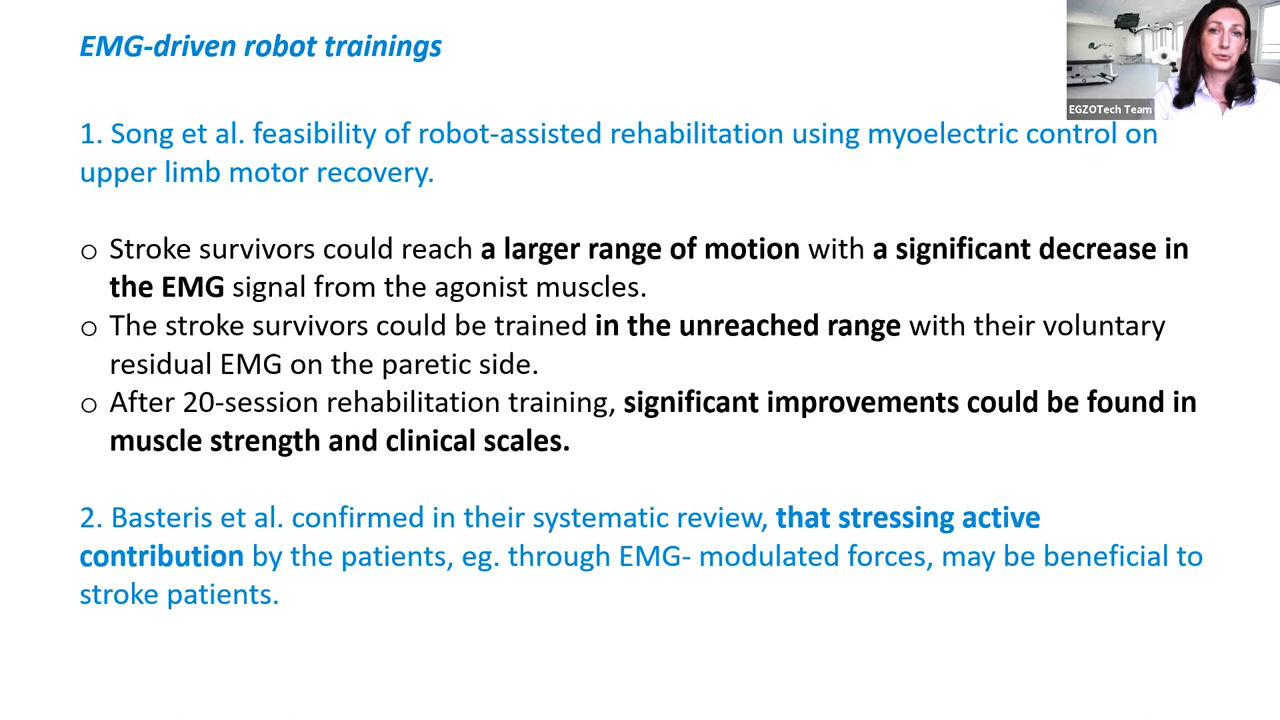 EMG-driven robot trainings
EGZOTech Team
1. Song et al. feasibility of robot-assisted rehabilitation using myoelectric control on
upper limb motor recovery.
o Stroke survivors could reach a larger range of motion with a significant decrease in
the EMG signal from the agonist muscles.
o The stroke survivors could be trained in the unreached range with their voluntary
residual EMG on the paretic side.
o After 20-session rehabilitation training, significant improvements could be found in
muscle strength and clinical scales.
2. Basteris et al. confirmed in their systematic review, that stressing active
contribution by the patients, eg. through EMG- modulated forces, may be beneficial to
stroke patients.